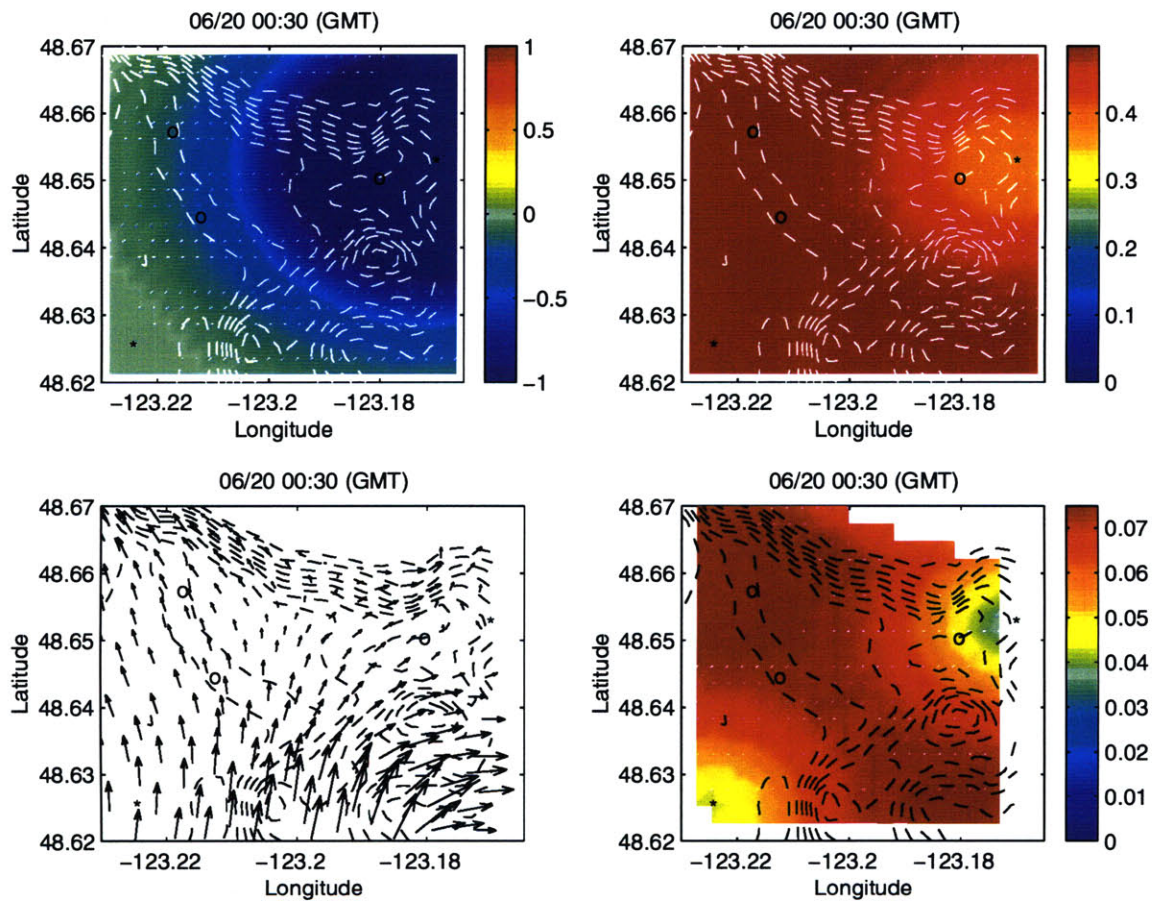 06/20 00:30 (GMT)
48.67
48.66
48.65
48.64
48.63
48.62
Latitude
−123.22
−123.2
−123.18
Longitude
1
0.5
0
−0.5
−1
O
O
O
*
*
06/20 00:30 (GMT)
48.67
48.66
48.65
48.64
48.63
48.62
Latitude
−123.22
−123.2
−123.18
Longitude
0.4
0.3
0.2
0.1
0
O
O
O
*
*
06/20 00:30 (GMT)
48.67
48.66
48.65
48.64
48.63
48.62
Latitude
−123.22
−123.2
−123.18
Longitude
O
O
O
*
*
06/20 00:30 (GMT)
48.67
48.66
48.65
48.64
48.63
48.62
Latitude
−123.22
−123.2
−123.18
Longitude
0.07
0.06
0.05
0.04
0.03
0.02
0.01
0
O
O
O
*
*